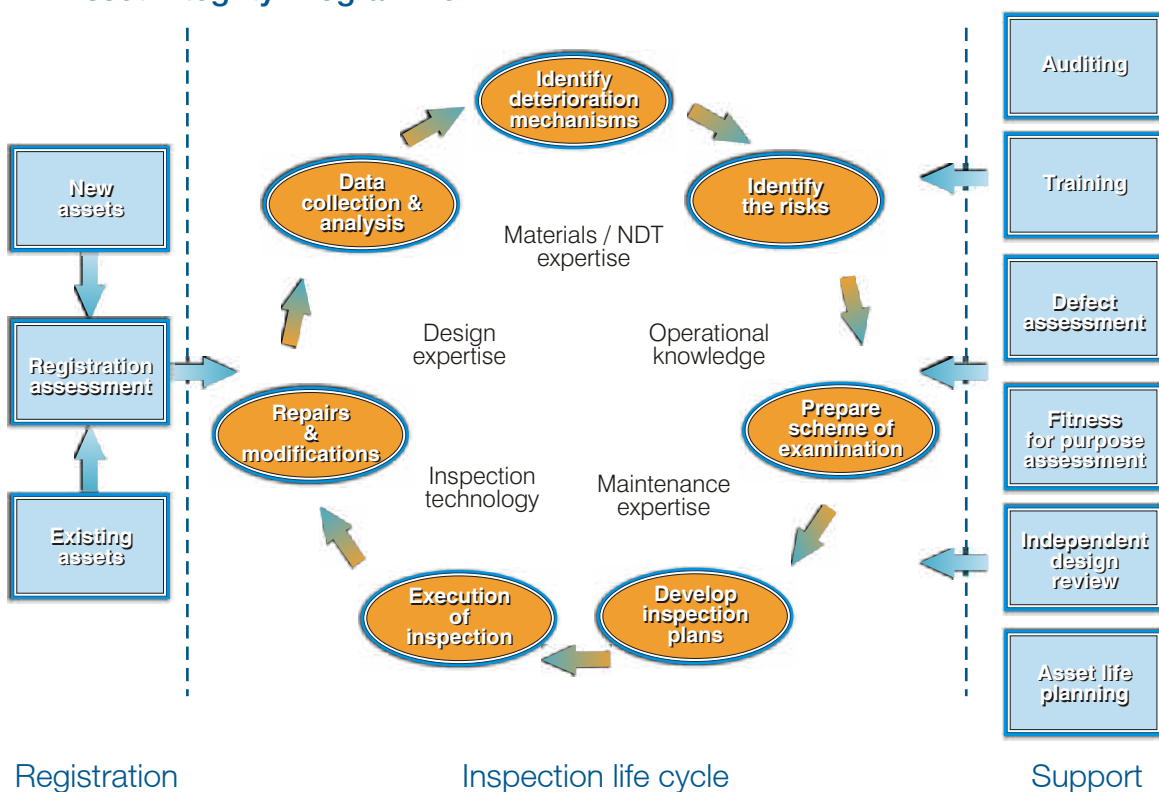 Identify
deterioration
mechanisms
Auditing
New
assets
Data
collection &
analysis
Identify
the risks
Training
Materials / NDT
expertise
Registration
assessment
Design
expertise
Operational
knowledge
Defect
assessment
Repairs
&
modifications
Prepare
scheme of
examination
Fitness
for purpose
assessment
Inspection
technology
Maintenance
expertise
Existing
assets
Execution
of
inspection
Develop
inspection
plans
Independent
design
review
Asset life
planning
Registration
Inspection life cycle
Support